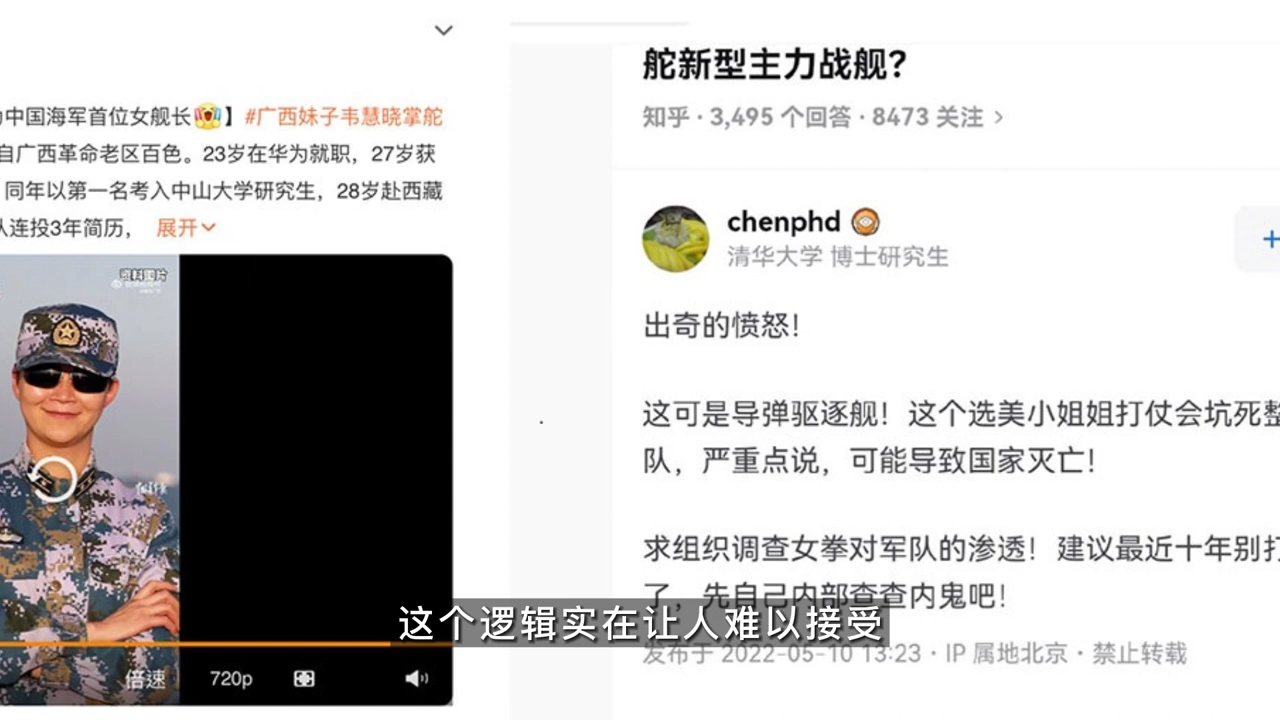 中国海军首位女舰长】#广西妹子韦慧晓掌舵
自广西革命老区百色。23岁在华为就职，27岁获
同年以第一名考入中山大学研究生，28岁赴西藏
连投3年简历， 展开
资料图片
倍速 720p
舵新型主力战舰？
知乎 · 3,495 个回答 · 8473 关注 >
chenphd
清华大学 博士研究生
+
出奇的愤怒！
这可是导弹驱逐舰！这个选美小姐姐打仗会坑死整
队，严重点说，可能导致国家灭亡！
求组织调查女拳对军队的渗透！建议最近十年别打
了，先自己内部查查内鬼吧！
发布于 2022-05-10 13:23 · IP 属地北京 · 禁止转载
这个逻辑实在让人难以接受